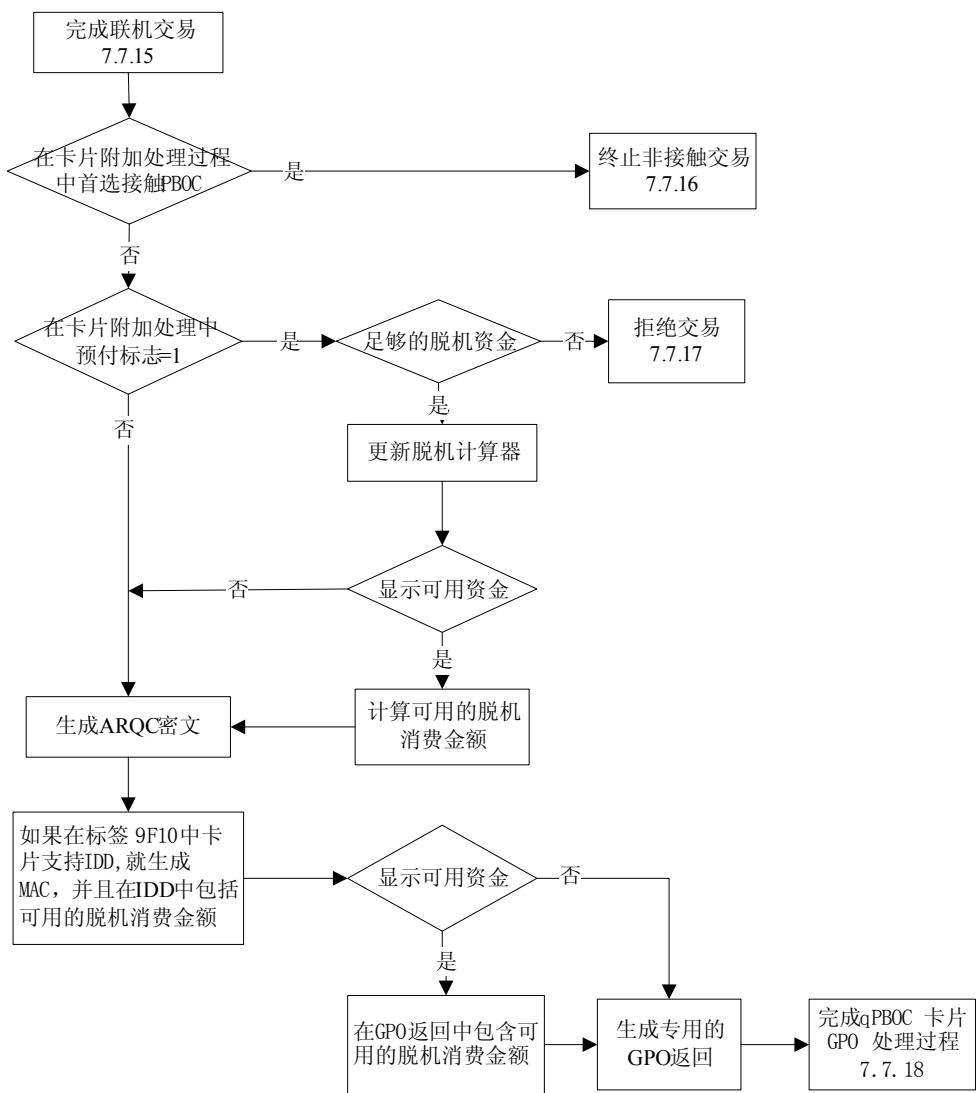 完成联机交易
7.7.15
在卡片附加处理过程
中首选接触PBOC
是
终止非接触交易
7.7.16
否
在卡片附加处理中
预付标志=1
是
足够的脱机资金
否
拒绝交易
7.7.17
否
是
更新脱机计算器
否
显示可用资金
是
生成ARQC密文
计算可用的脱机
消费金额
如果在标签 9F10中卡
片支持IDD,就生成
MAC，并且在IDD中包括
可用的脱机消费金额
显示可用资金
否
是
在GPO返回中包含可
用的脱机消费金额
生成专用的
GPO返回
完成qPBOC 卡片
GPO 处理过程
7.7.18